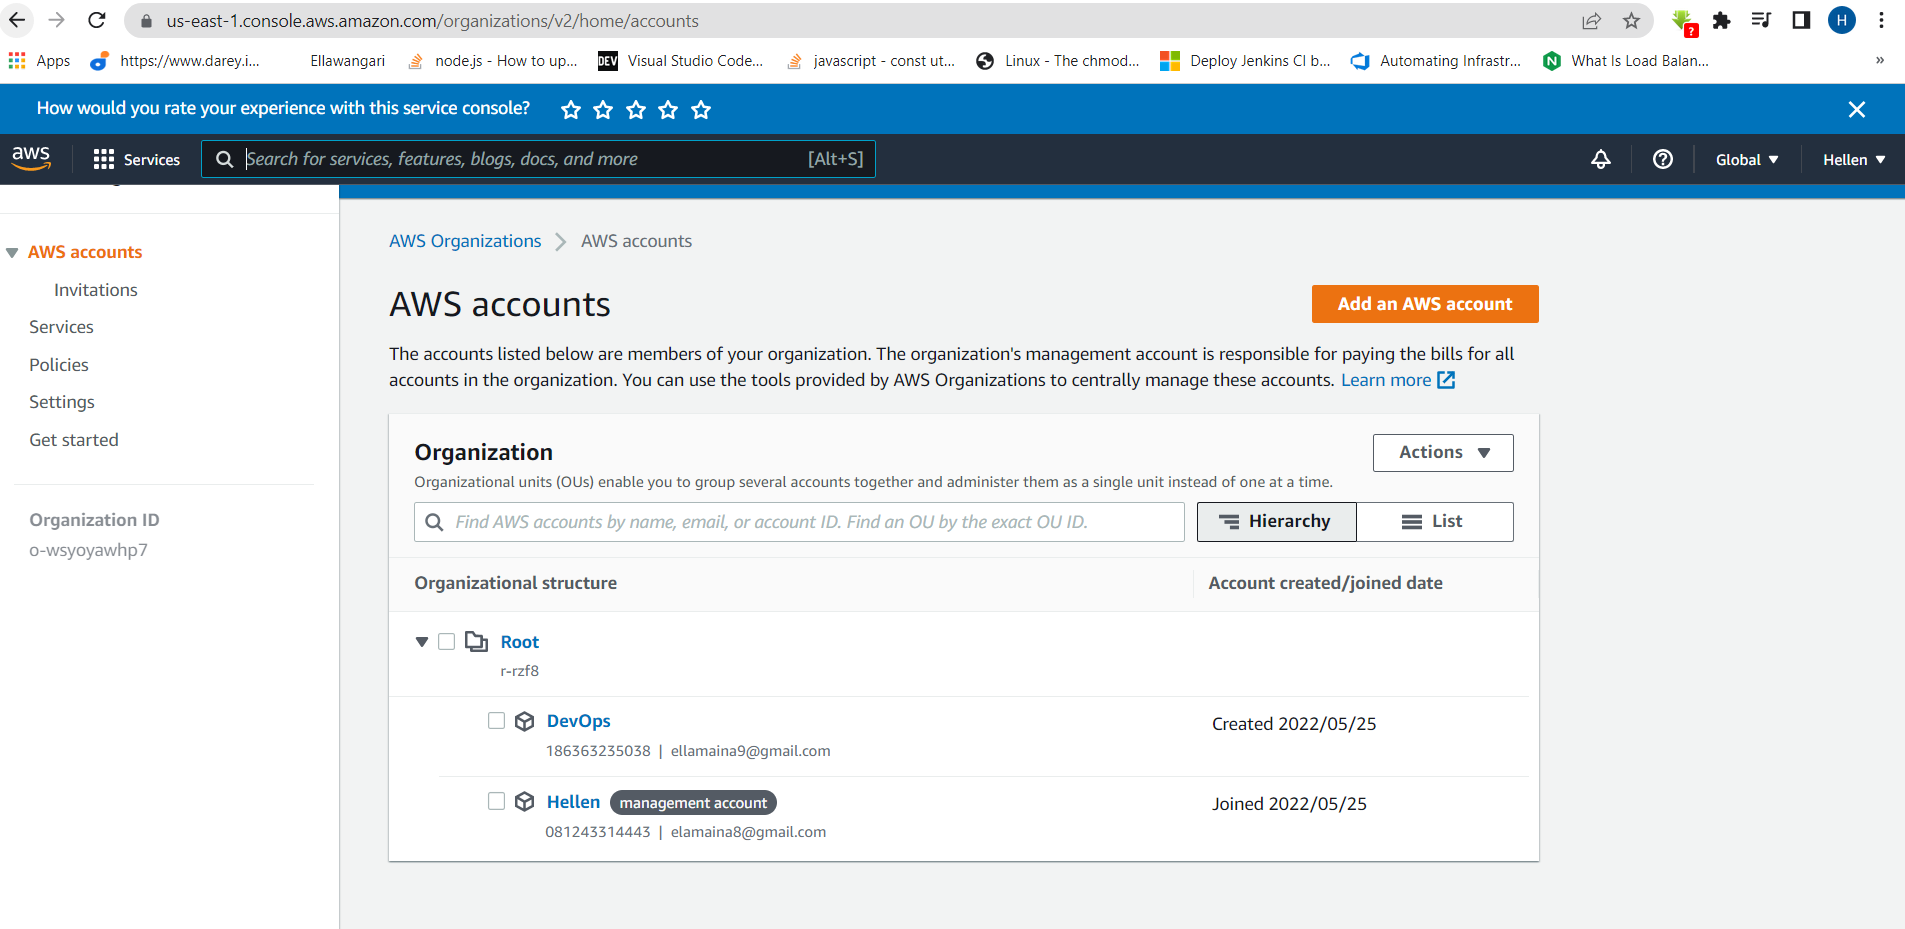 us-east-1.console.aws.amazon.com/organizations/v2/home/accounts
?
H
Apps https://www.darey.i... Ellawangari node.js - How to up... DEV Visual Studio Code... javascript - const ut... Linux - The chmod... Deploy Jenkins CI b... Automating Infrastr... N What Is Load Balan... »
How would you rate your experience with this service console?
aws Services Search for services, features, blogs, docs, and more [Alt+S] Global Hellen
AWS accounts
Invitations
Services
Policies
Settings
Get started
Organization ID
o-wsyoyawhp7
AWS Organizations AWS accounts
AWS accounts
Add an AWS account
The accounts listed below are members of your organization. The organization's management account is responsible for paying the bills for all
accounts in the organization. You can use the tools provided by AWS Organizations to centrally manage these accounts. Learn more
Organization
Actions
Organizational units (OUs) enable you to group several accounts together and administer them as a single unit instead of one at a time.
Find AWS accounts by name, email, or account ID. Find an OU by the exact OU ID.
Hierarchy List
Organizational structure Account created/joined date
Root
r-rzf8
DevOps Created 2022/05/25
186363235038 | ellamaina9@gmail.com
Hellen management account Joined 2022/05/25
081243314443 | elamaina8@gmail.com